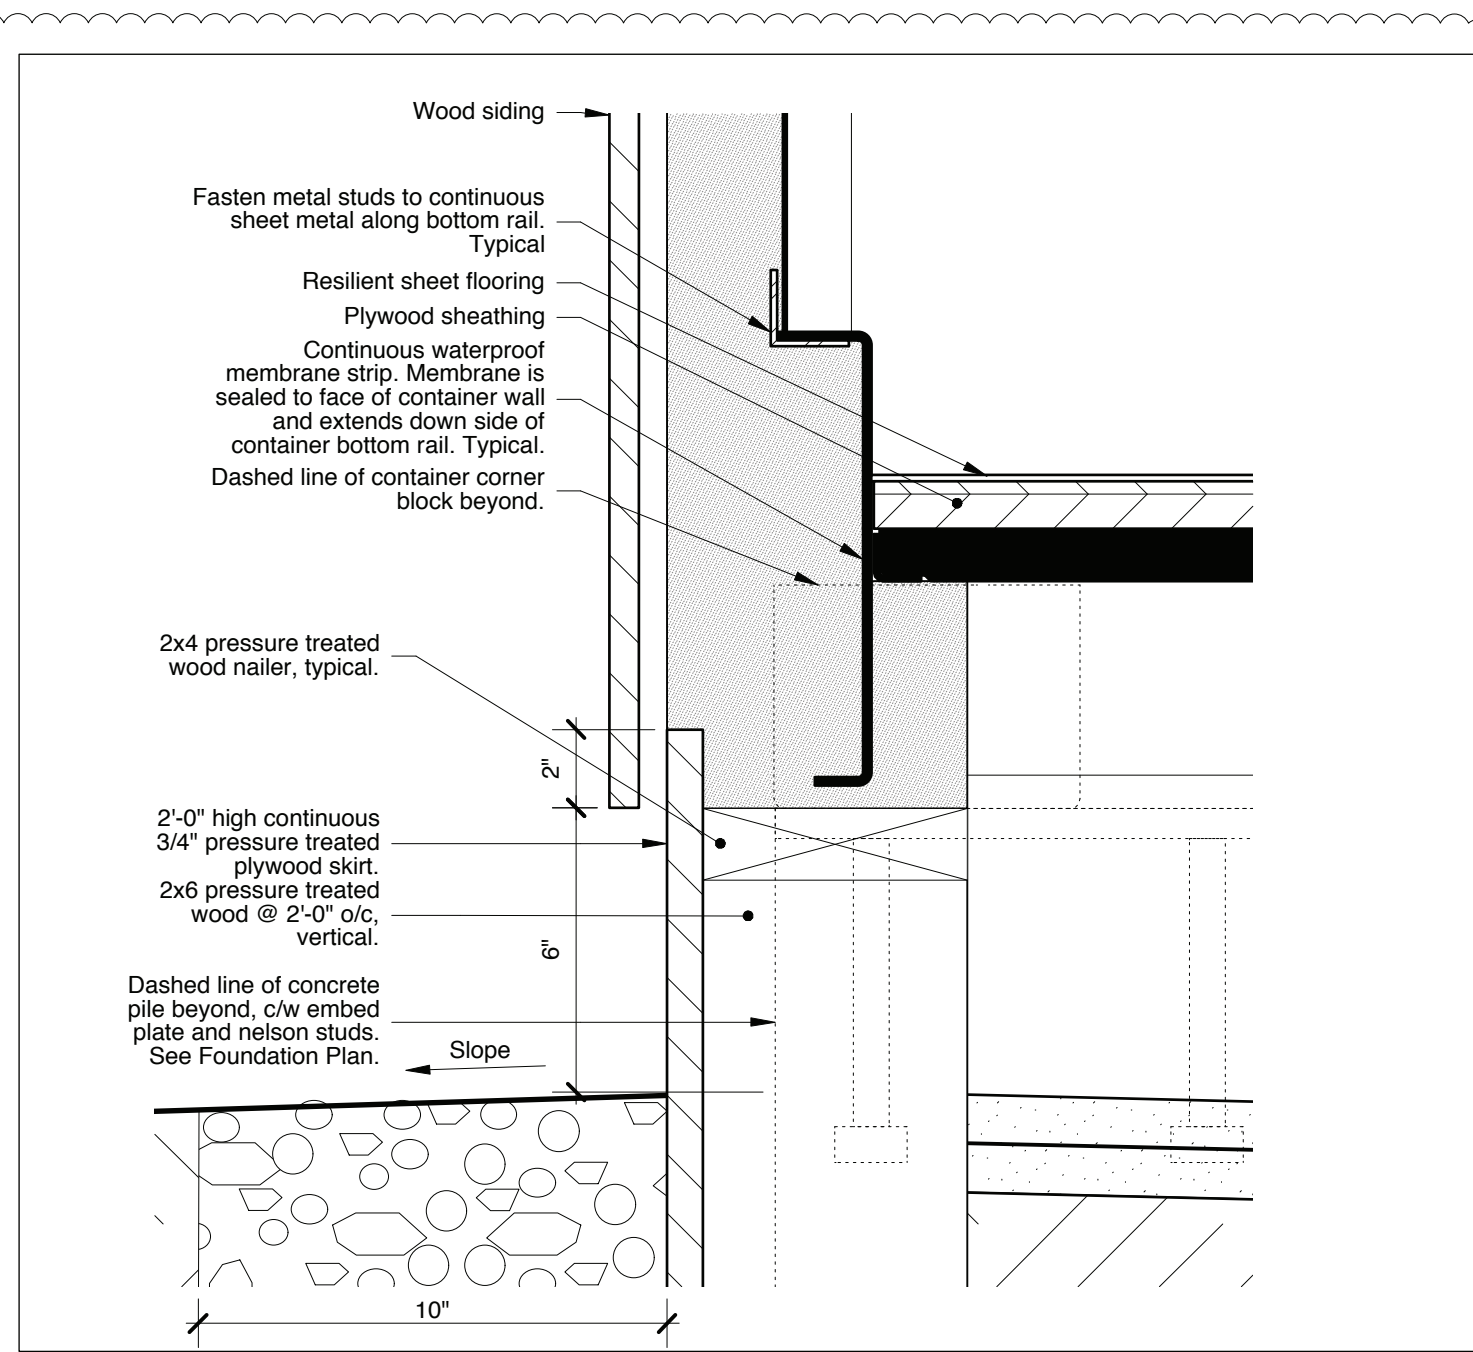 Wood siding
Fasten metal studs to continuous
sheet metal along bottom rail.
Typical
Resilient sheet flooring
Plywood sheathing
Continuous waterproof
membrane strip. Membrane is
sealed to face of container wall
and extends down side of
container bottom rail. Typical.
Dashed line of container corner
block beyond.
2x4 pressure treated
wood nailer, typical.
2"
2'-0" high continuous
3/4" pressure treated
plywood skirt.
2x6 pressure treated
wood @ 2'-0" o/c,
vertical.
6"
Dashed line of concrete
pile beyond, c/w embed
plate and nelson studs.
See Foundation Plan.
Slope
10"